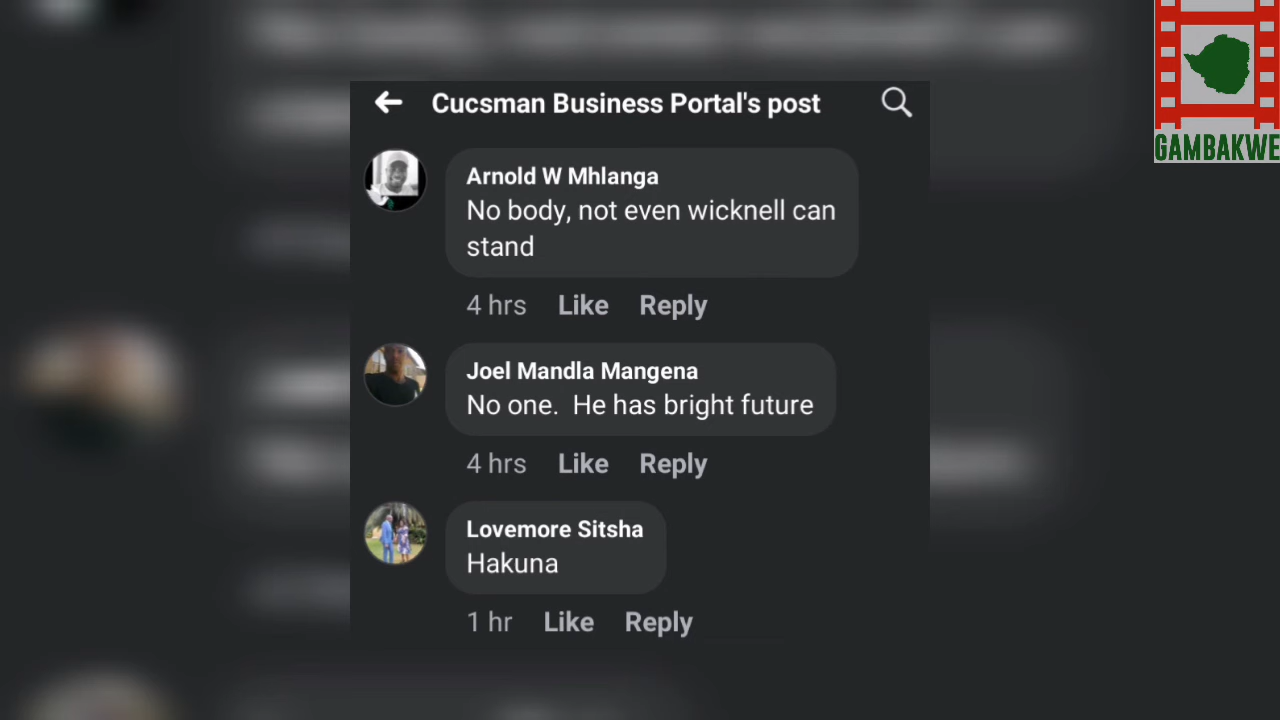 Cucsman Business Portal's post
GAMBAKWE
Arnold W Mhlanga
No body, not even wicknell can
stand
4 hrs Like Reply
Joel Mandla Mangena
No one. He has bright future
4 hrs Like Reply
Lovemore Sitsha
Hakuna
1 hr Like Reply